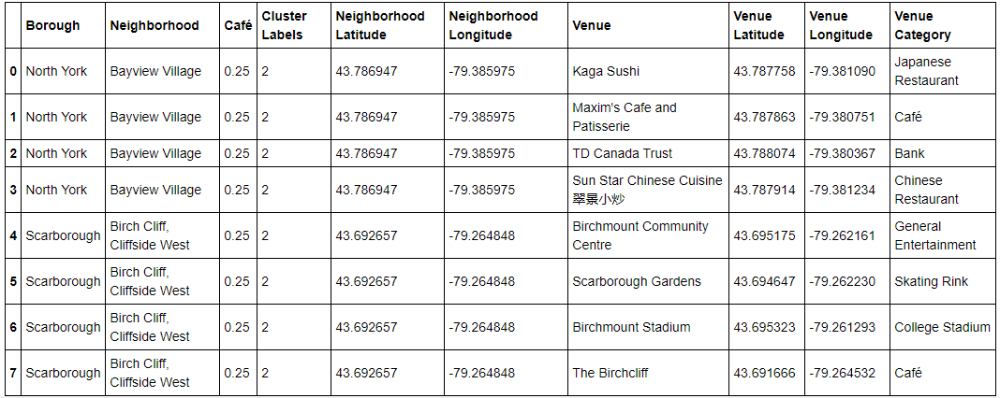 Borough Neighborhood Café Cluster Labels Neighborhood Latitude Neighborhood Longitude Venue Venue Latitude Venue Longitude Venue Category
0 North York Bayview Village 0.25 2 43.786947 -79.385975 Kaga Sushi 43.787758 -79.381090 Japanese Restaurant
1 North York Bayview Village 0.25 2 43.786947 -79.385975 Maxim's Cafe and Patisserie 43.787863 -79.380751 Café
2 North York Bayview Village 0.25 2 43.786947 -79.385975 TD Canada Trust 43.788074 -79.380367 Bank
3 North York Bayview Village 0.25 2 43.786947 -79.385975 Sun Star Chinese Cuisine 翠景小炒 43.787914 -79.381234 Chinese Restaurant
4 Scarborough Birch Cliff, Cliffside West 0.25 2 43.692657 -79.264848 Birchmount Community Centre 43.695175 -79.262161 General Entertainment
5 Scarborough Birch Cliff, Cliffside West 0.25 2 43.692657 -79.264848 Scarborough Gardens 43.694647 -79.262230 Skating Rink
6 Scarborough Birch Cliff, Cliffside West 0.25 2 43.692657 -79.264848 Birchmount Stadium 43.695323 -79.261293 College Stadium
7 Scarborough Birch Cliff, Cliffside West 0.25 2 43.692657 -79.264848 The Birchcliff 43.691666 -79.264532 Café